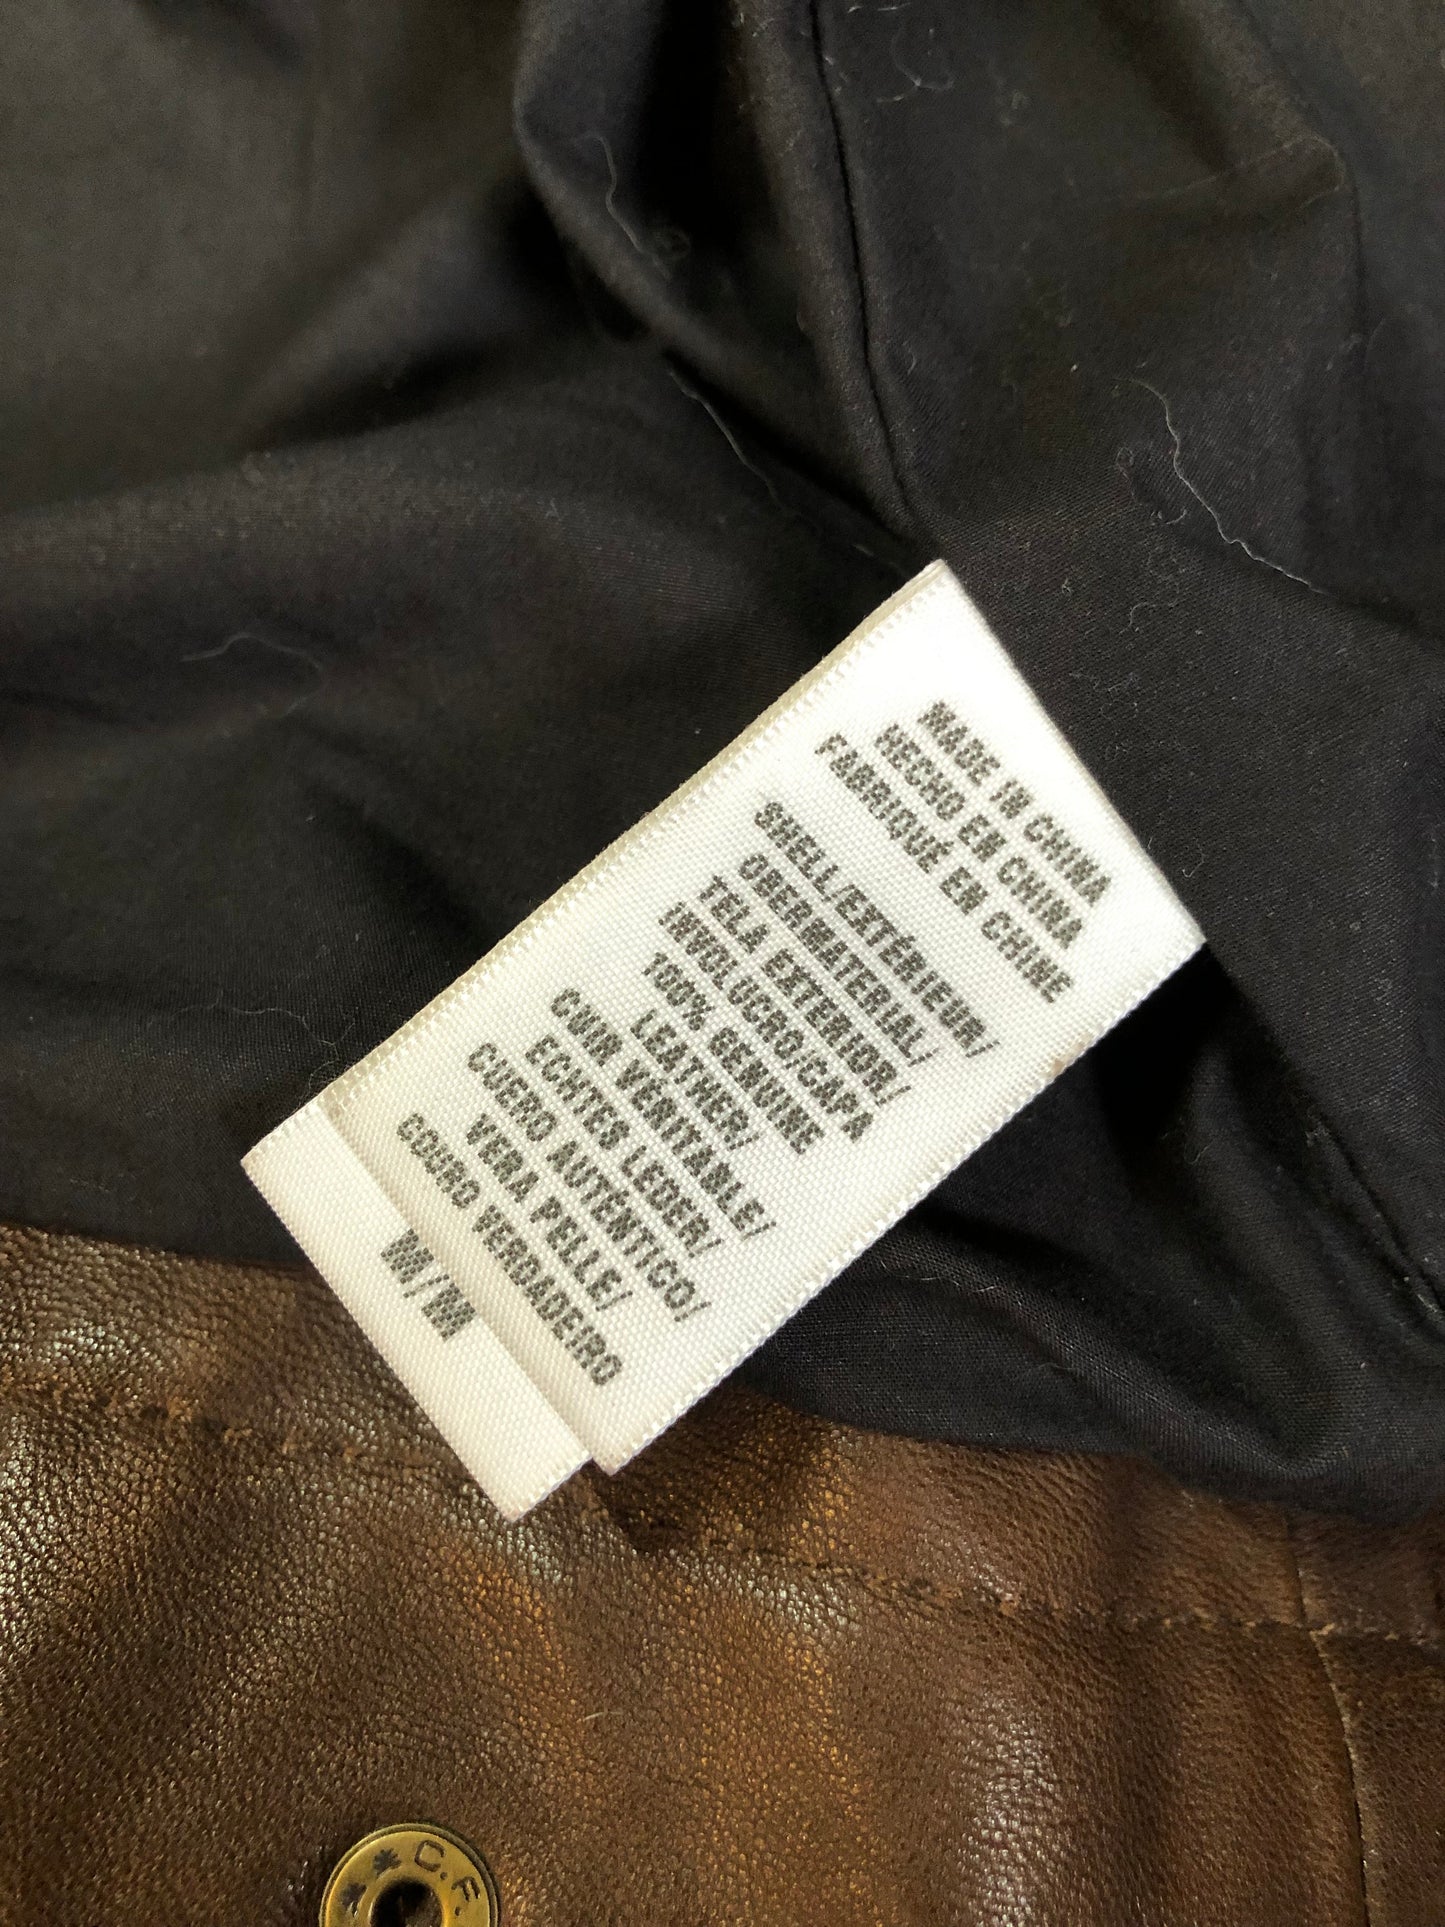 MADE IN CHINA
HECHO EN CHINA
FABRIQUÉ EN CHINE
SHELL/EXTÉRIEUR/
OBERMATERIAL/
TELA EXTERIOR/
INVOLUCRO/CAPA
100% GENUINE
LEATHER/
CUIR VÉRITABLE/
ECHTES LEDER/
CUERO AUTÉNTICO/
VERA PELLE/
COURO VERDADEIRO
M/M
* C.F.